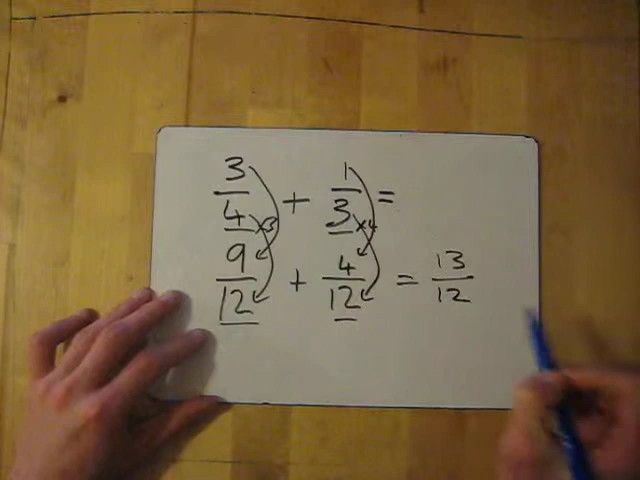 3/4 + 1/3 =
×3 ×4
9/12 + 4/12 = 13/12